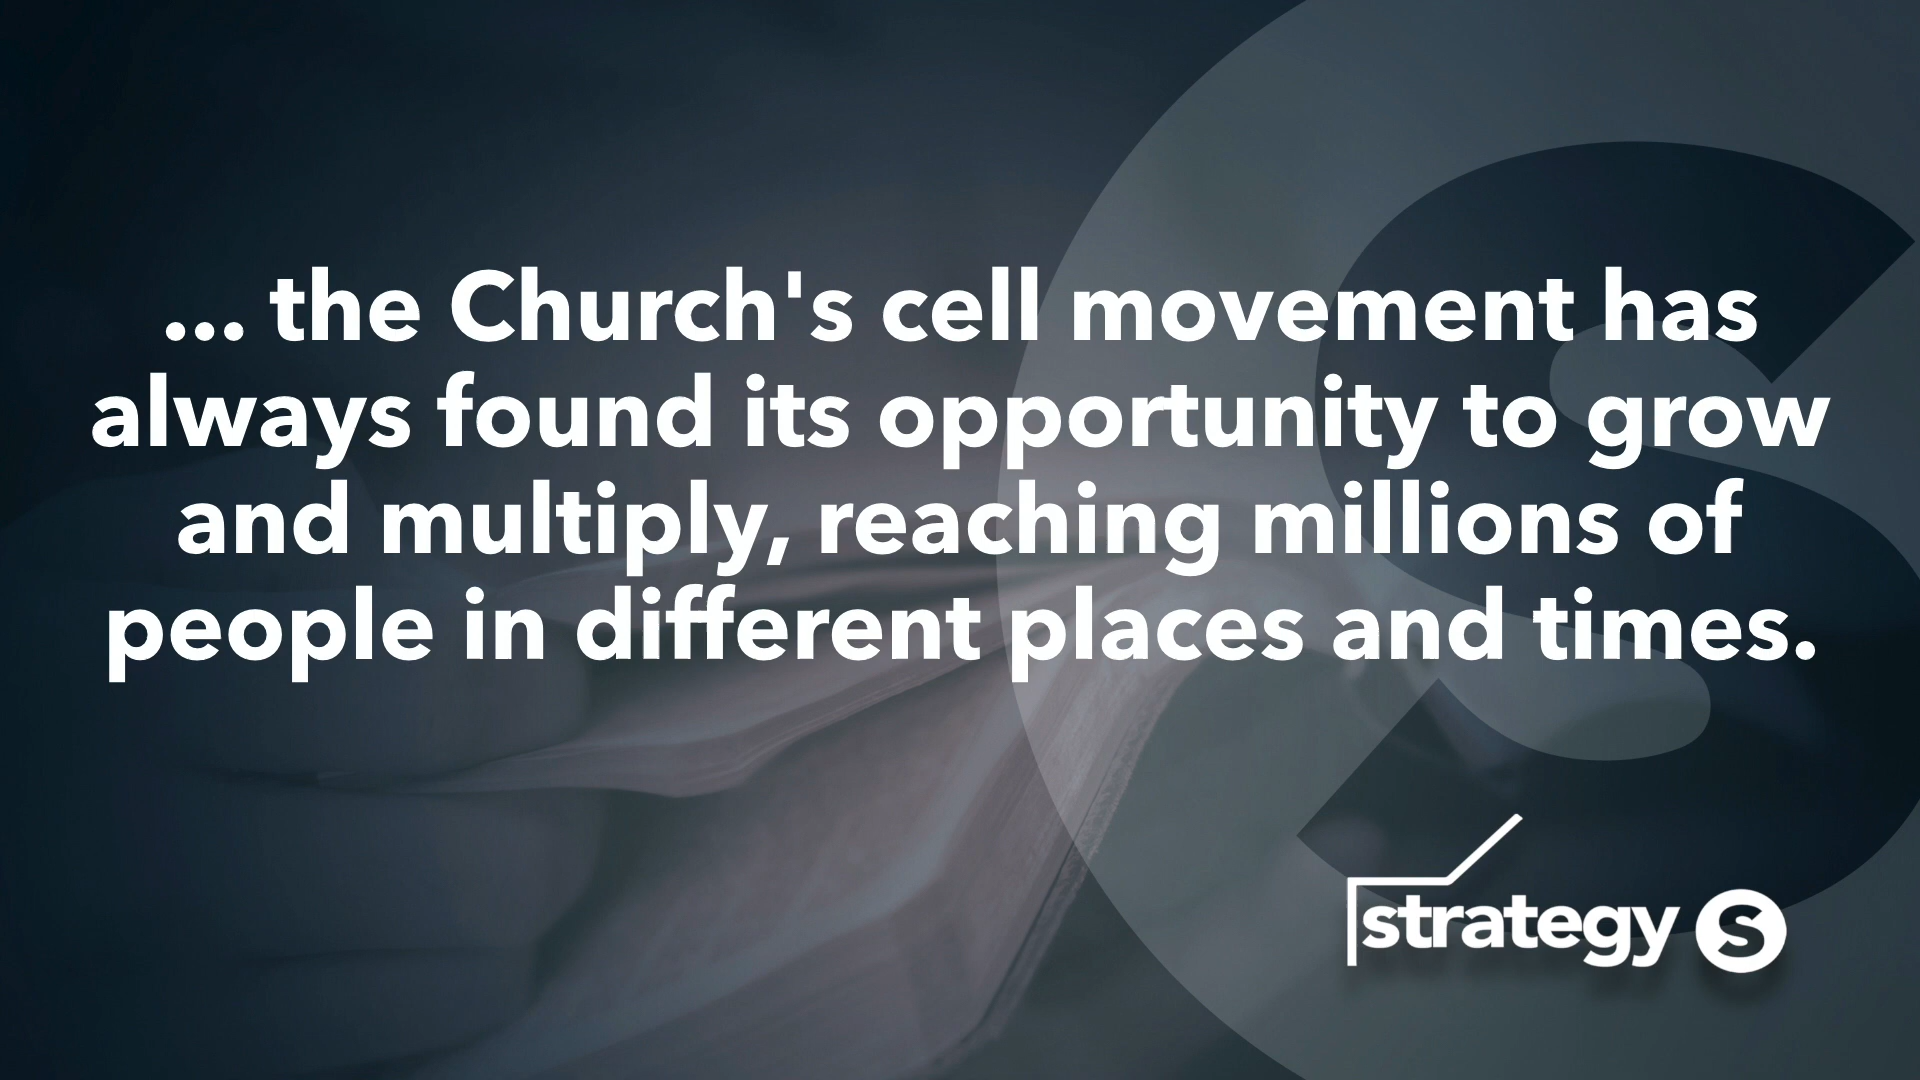 ... the Church's cell movement has
always found its opportunity to grow
and multiply, reaching millions of
people in different places and times.
strategy S